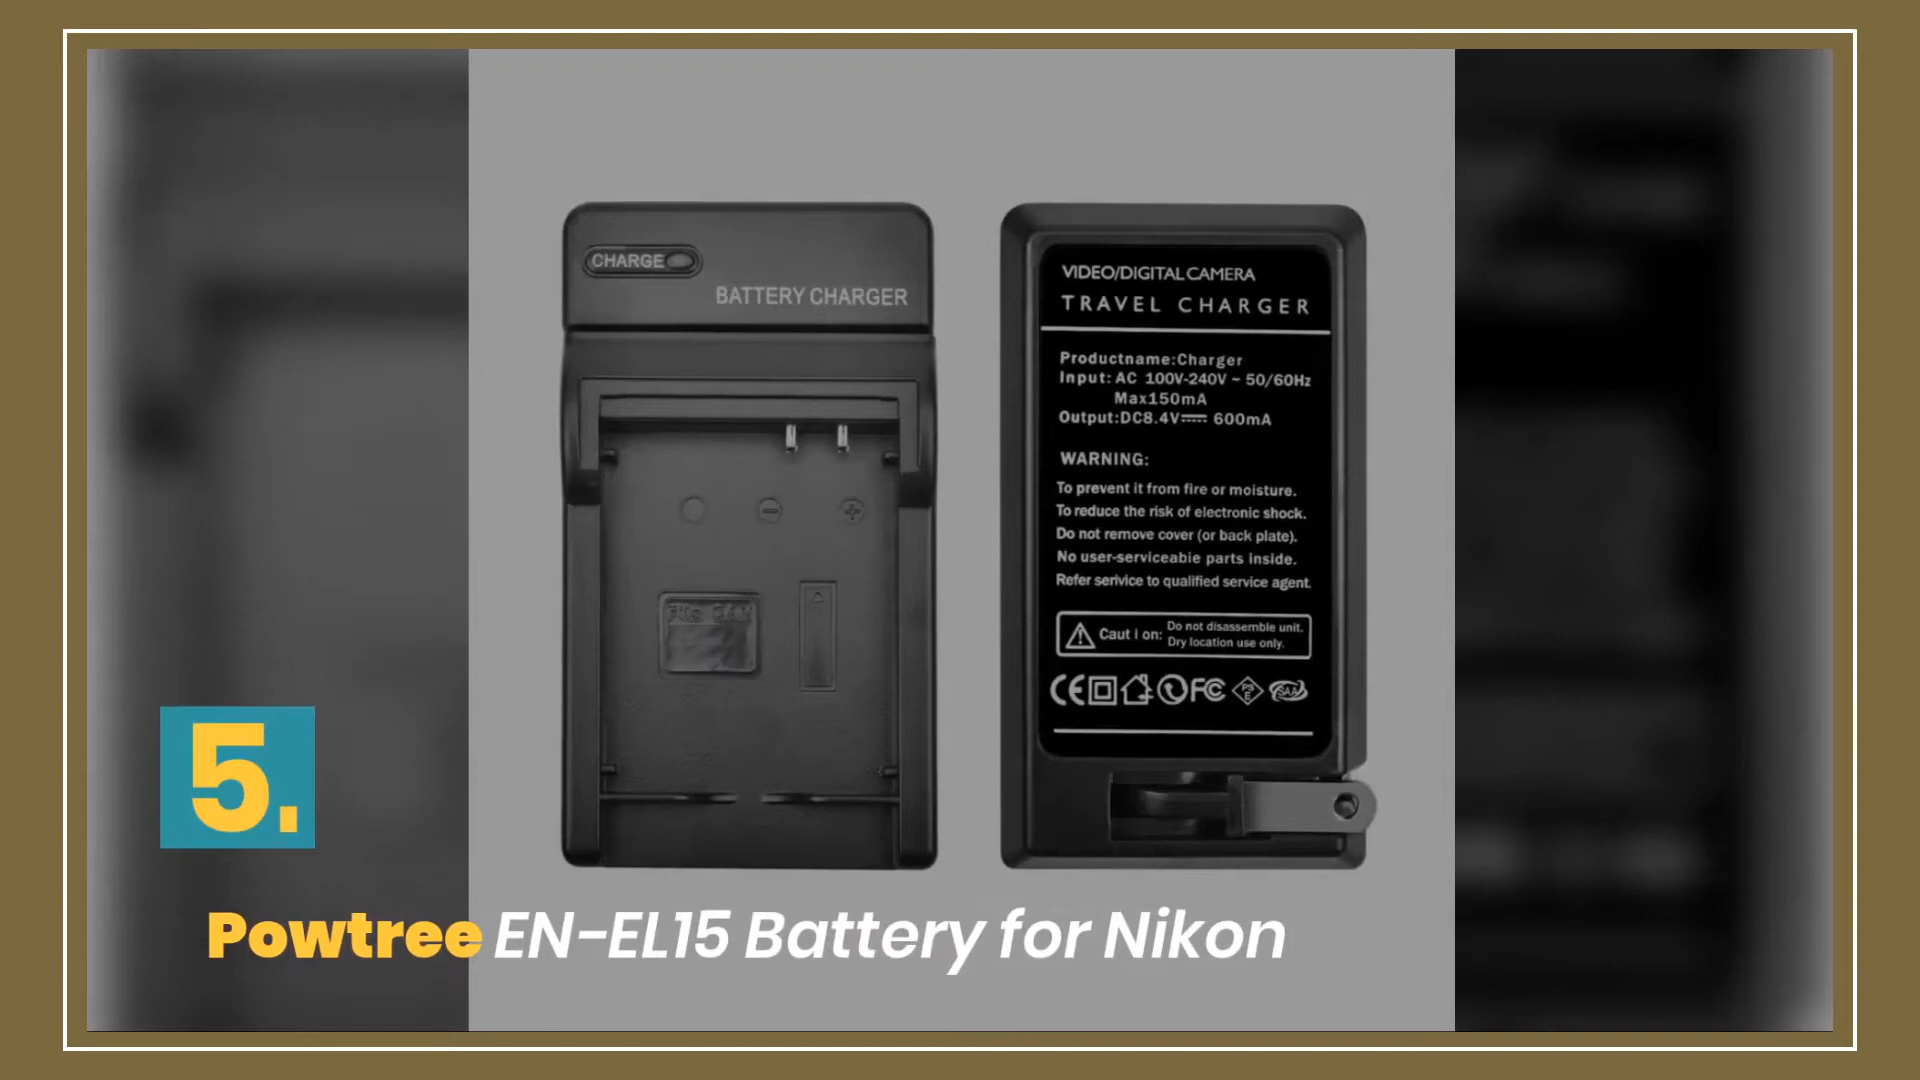 CHARGE
BATTERY CHARGER
VIDEO/DIGITAL CAMERA
TRAVEL CHARGER
Productname:Charger
Input: AC 100V-240V ~ 50/60Hz
Max150mA
Output:DC8.4V⎓ 600mA
WARNING:
To prevent it from fire or moisture.
To reduce the risk of electronic shock.
Do not remove cover (or back plate).
No user-serviceabie parts inside.
Refer serivice to qualified service agent.
Caut i on: Do not disassemble unit.
Dry location use only.
CE FC PSE SAA
5.
Powtree EN-EL15 Battery for Nikon